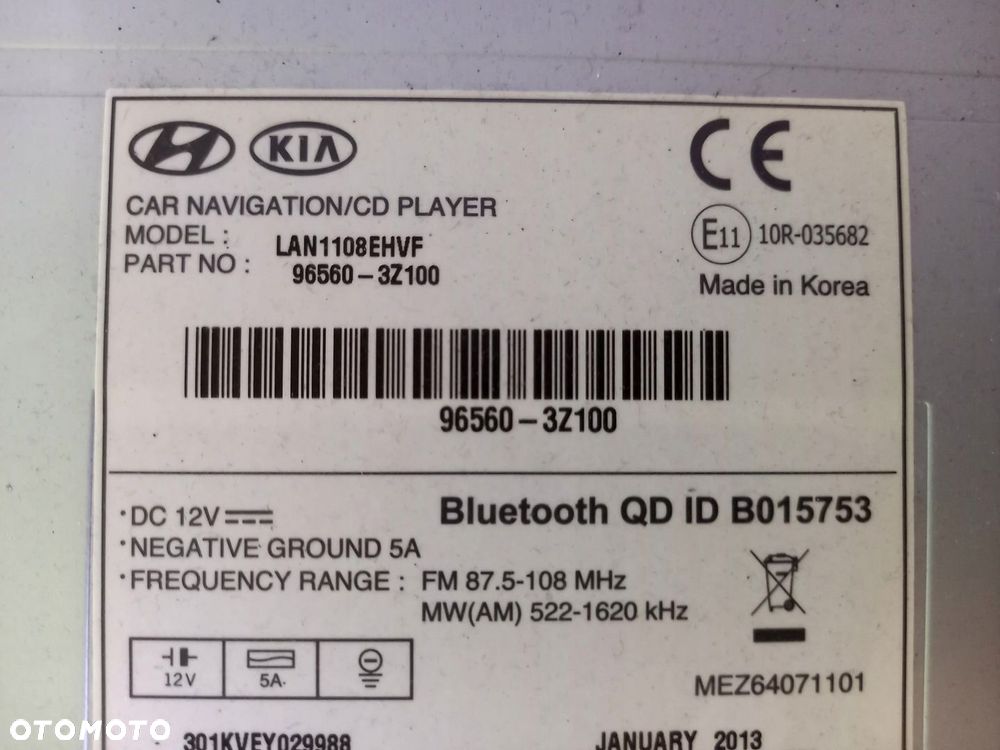 KIA
CE
CAR NAVIGATION/CD PLAYER
MODEL : LAN1108EHVF
E11 10R-035682
PART NO : 96560-3Z100
Made in Korea
96560-3Z100
•DC 12V
Bluetooth QD ID B015753
•NEGATIVE GROUND 5A
•FREQUENCY RANGE : FM 87.5-108 MHz
MW(AM) 522-1620 kHz
12V 5A
MEZ64071101
301KVEY029988
JANUARY 2013
OTOMOTO